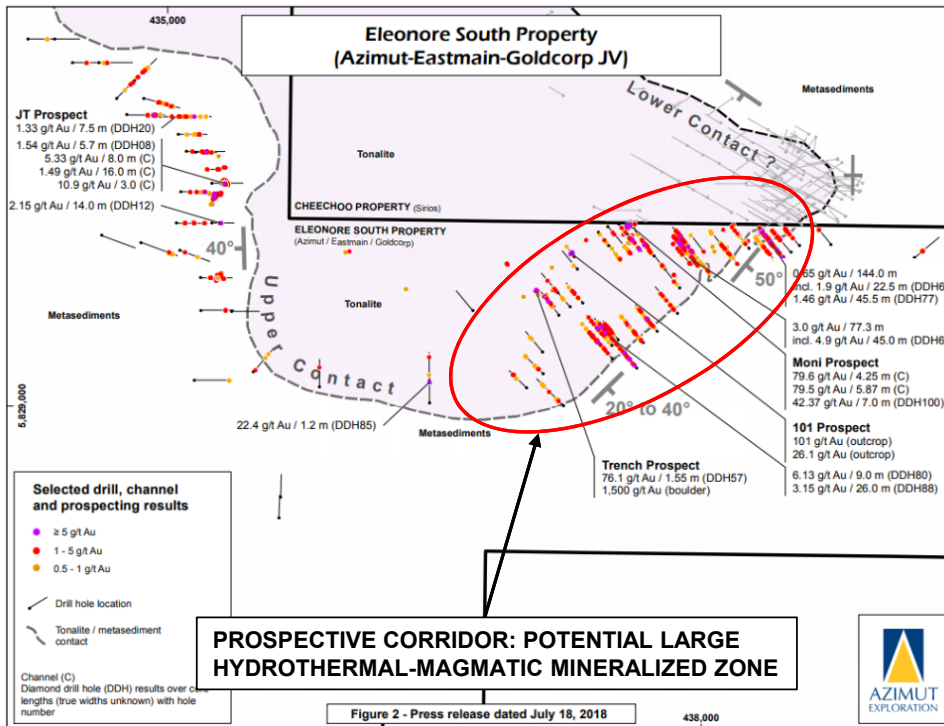 435,000
Eleonore South Property
(Azimut-Eastmain-Goldcorp JV)
Metasediments
Lower Contact ?
JT Prospect
1.33 g/t Au / 7.5 m (DDH20)
1.54 g/t Au / 5.7 m (DDH08)
5.33 g/t Au / 8.0 m (C)
1.49 g/t Au / 16.0 m (C)
10.9 g/t Au / 3.0 (C)
2.15 g/t Au / 14.0 m (DDH12)
Tonalite
CHEECHOO PROPERTY (Sirios)
ELEONORE SOUTH PROPERTY
(Azimut / Eastmain / Goldcorp)
40°
Upper Contact
Tonalite
Metasediments
?
50°
0.65 g/t Au / 144.0 m
incl. 1.9 g/t Au / 22.5 m (DDH6
1.46 g/t Au / 45.5 m (DDH77)
3.0 g/t Au / 77.3 m
incl. 4.9 g/t Au / 45.0 m (DDH6
Moni Prospect
79.6 g/t Au / 4.25 m (C)
79.5 g/t Au / 5.87 m (C)
42.37 g/t Au / 7.0 m (DDH100)
101 Prospect
101 g/t Au (outcrop)
26.1 g/t Au (outcrop)
6.13 g/t Au / 9.0 m (DDH80)
3.15 g/t Au / 26.0 m (DDH88)
20° to 40°
5,829,000
22.4 g/t Au / 1.2 m (DDH85)
Metasediments
Trench Prospect
76.1 g/t Au / 1.55 m (DDH57)
1,500 g/t Au (boulder)
Selected drill, channel
and prospecting results
≥ 5 g/t Au
1 - 5 g/t Au
0.5 - 1 g/t Au
Drill hole location
Tonalite / metasediment
contact
Channel (C)
Diamond drill hole (DDH) results over core
lengths (true widths unknown) with hole
number
PROSPECTIVE CORRIDOR: POTENTIAL LARGE
HYDROTHERMAL-MAGMATIC MINERALIZED ZONE
Figure 2 - Press release dated July 18, 2018
438,000
AZIMUT
EXPLORATION